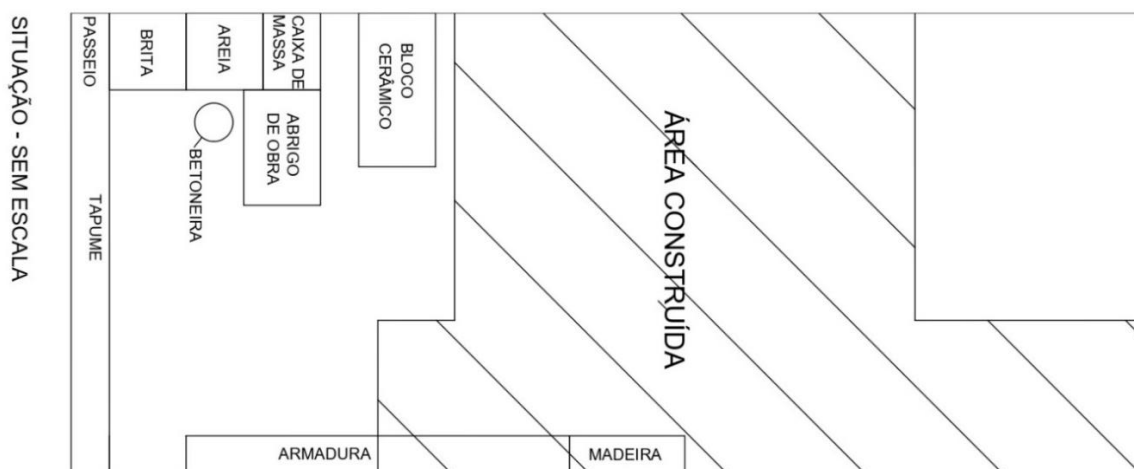 SITUAÇÃO - SEM ESCALA
PASSEIO
TAPUME
BRITA
AREIA
CAIXA DE
MASSA
BETONEIRA
ABRIGO
DE OBRA
BLOCO
CERÂMICO
ÁREA CONSTRUÍDA
ARMADURA
MADEIRA